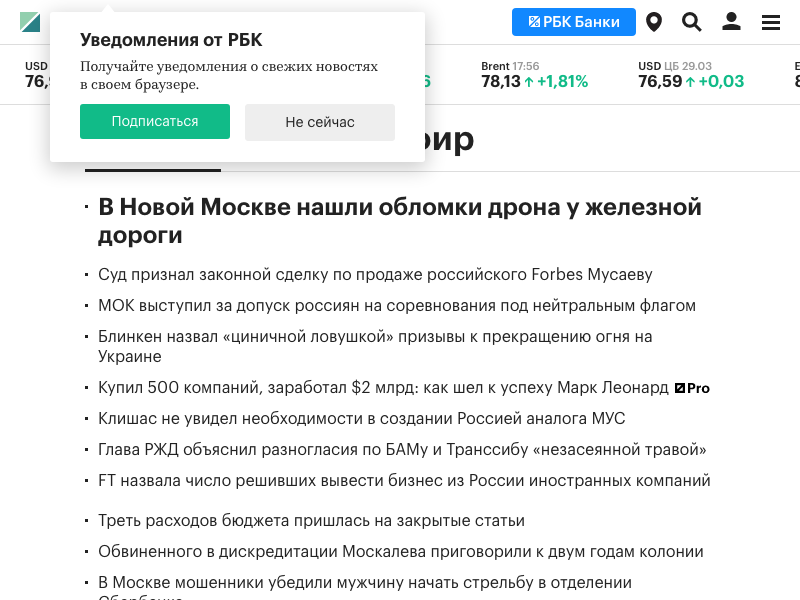 РБК Банки
Уведомления от РБК
Получайте уведомления о свежих новостях
в своем браузере.
Подписаться
Не сейчас
USD
76,
6
Brent 17:56
78,13 ↑ +1,81%
USD ЦБ 29.03
76,59 ↑ +0,03
В Новой Москве нашли обломки дрона у железной
дороги
Суд признал законной сделку по продаже российского Forbes Мусаеву
МОК выступил за допуск россиян на соревнования под нейтральным флагом
Блинкен назвал «циничной ловушкой» призывы к прекращению огня на
Украине
Купил 500 компаний, заработал $2 млрд: как шел к успеху Марк Леонард Pro
Клишас не увидел необходимости в создании Россией аналога МУС
Глава РЖД объяснил разногласия по БАМу и Транссибу «незасеянной травой»
FT назвала число решивших вывести бизнес из России иностранных компаний
Треть расходов бюджета пришлась на закрытые статьи
Обвиненного в дискредитации Москалева приговорили к двум годам колонии
В Москве мошенники убедили мужчину начать стрельбу в отделении